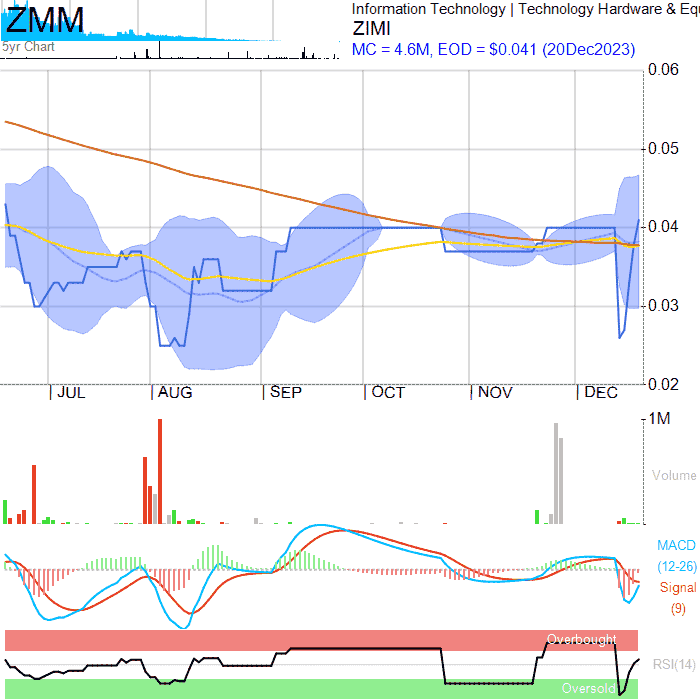 ZMM
5yr Chart
Information Technology | Technology Hardware & Equ
ZIMI
MC = 4.6M, EOD = $0.041 (20Dec2023)
0.06
0.05
0.04
0.03
0.02
JUL AUG SEP OCT NOV DEC
1M
Volume
MACD
(12-26)
Signal
(9)
Overbought
RSI(14)
Oversold